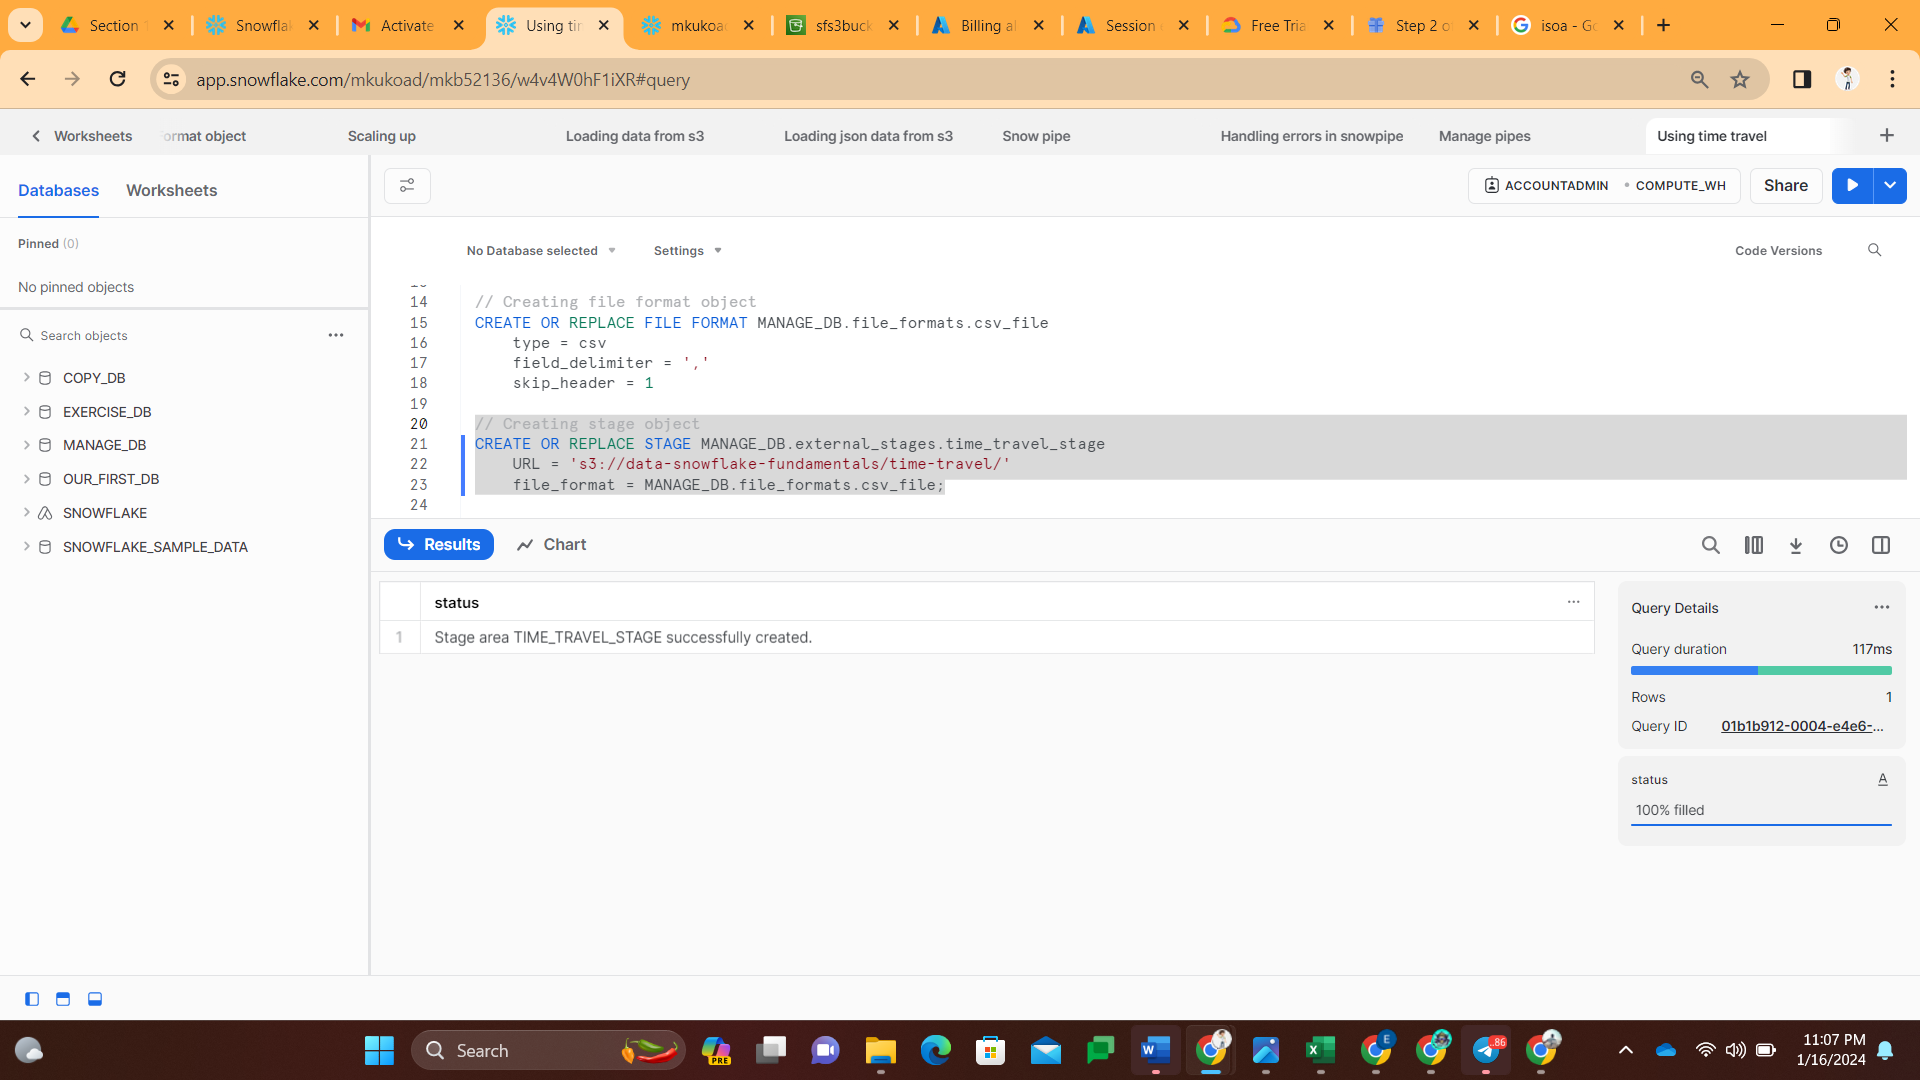 Section
Snowfla
Activate
Using ti
mkukoa
sfs3buck
Billing al
Session
Free Tria
Step 2 o
isoa - Go
app.snowflake.com/mkukoad/mkb52136/w4v4W0hF1iXR#query
Worksheets
ormat object
Scaling up
Loading data from s3
Loading json data from s3
Snow pipe
Handling errors in snowpipe
Manage pipes
Using time travel
Databases
Worksheets
ACCOUNTADMIN
COMPUTE_WH
Share
Pinned (0)
No pinned objects
No Database selected
Settings
Code Versions
Search objects
COPY_DB
EXERCISE_DB
MANAGE_DB
OUR_FIRST_DB
SNOWFLAKE
SNOWFLAKE_SAMPLE_DATA
14 // Creating file format object
15 CREATE OR REPLACE FILE FORMAT MANAGE_DB.file_formats.csv_file
16 type = csv
17 field_delimiter = ','
18 skip_header = 1
19
20 // Creating stage object
21 CREATE OR REPLACE STAGE MANAGE_DB.external_stages.time_travel_stage
22 URL = 's3://data-snowflake-fundamentals/time-travel/'
23 file_format = MANAGE_DB.file_formats.csv_file;
24
Results
Chart
status
1 Stage area TIME_TRAVEL_STAGE successfully created.
Query Details
Query duration 117ms
Rows 1
Query ID 01b1b912-0004-e4e6-...
status
A
100% filled
Search
PRE
W
X
E
86
11:07 PM
1/16/2024